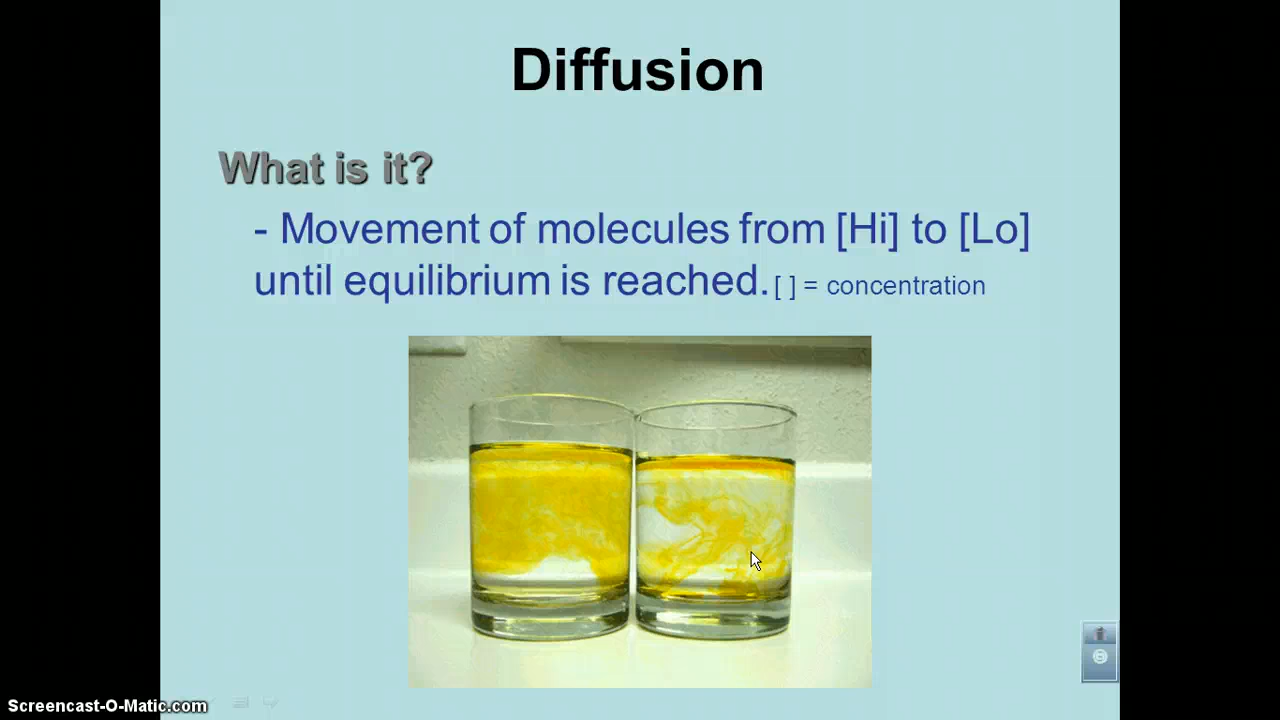 Diffusion
What is it?
- Movement of molecules from [Hi] to [Lo]
until equilibrium is reached. [ ] = concentration
Screencast-O-Matic.com